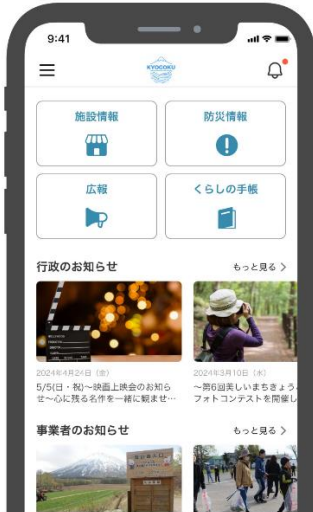 9:41
KYOGOKU
施設情報
防災情報
広報
くらしの手帳
行政のお知らせ
もっと見る
2024年4月24日（金）
5/5(日・祝)〜映画上映会のお知ら
せ〜心に残る名作を一緒に観ませ…
2024年3月10日（水）
〜第6回美しいまちきょう
フォトコンテストを開催し
事業者のお知らせ
もっと見る